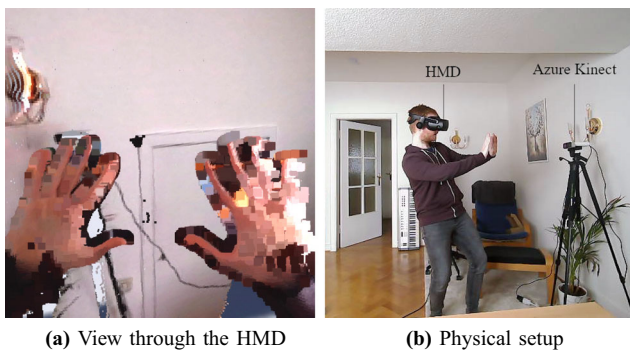 HMD
Azure Kinect
(a) View through the HMD
(b) Physical setup